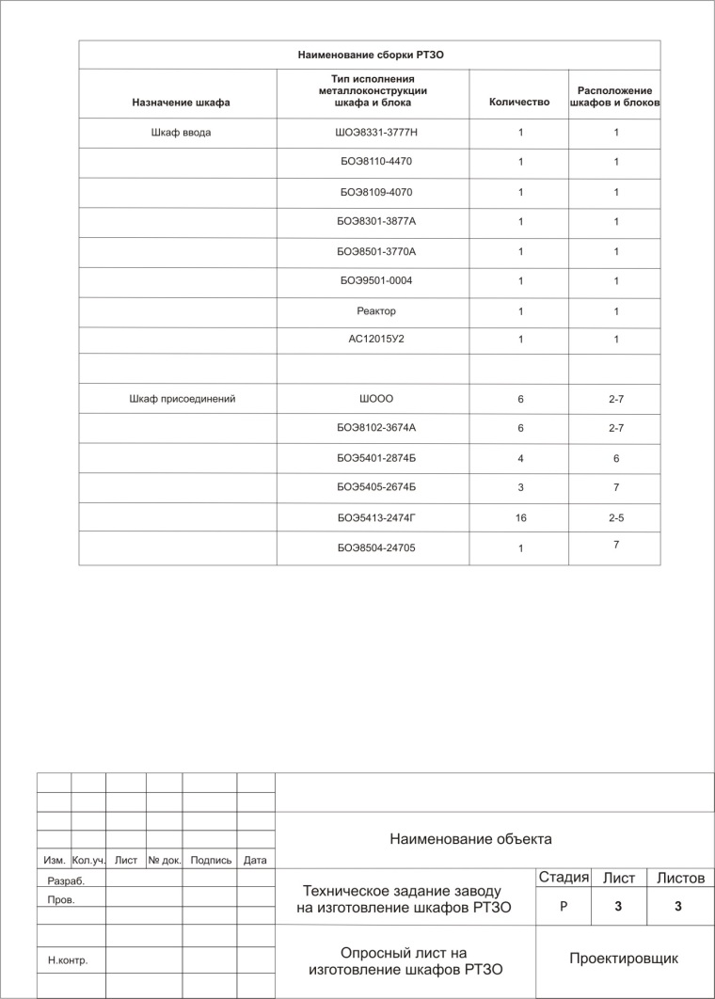 Наименование сборки РТЗО
Назначение шкафа
Тип исполнения
металлоконструкции
шкафа и блока
Количество
Расположение
шкафов и блоков
Шкаф ввода ШОЭ8331-3777Н 1 1
БОЭ8110-4470 1 1
БОЭ8109-4070 1 1
БОЭ8301-3877А 1 1
БОЭ8501-3770А 1 1
БОЭ9501-0004 1 1
Реактор 1 1
АС12015У2 1 1
Шкаф присоединений ШООО 6 2-7
БОЭ8102-3674А 6 2-7
БОЭ5401-2874Б 4 6
БОЭ5405-2674Б 3 7
БОЭ5413-2474Г 16 2-5
БОЭ8504-24705 1 7
Наименование объекта
Изм. Кол.уч. Лист № док. Подпись Дата
Разраб.
Пров.
Н.контр.
Техническое задание заводу
на изготовление шкафов РТЗО
Стадия Лист Листов
Р 3 3
Опросный лист на
изготовление шкафов РТЗО
Проектировщик